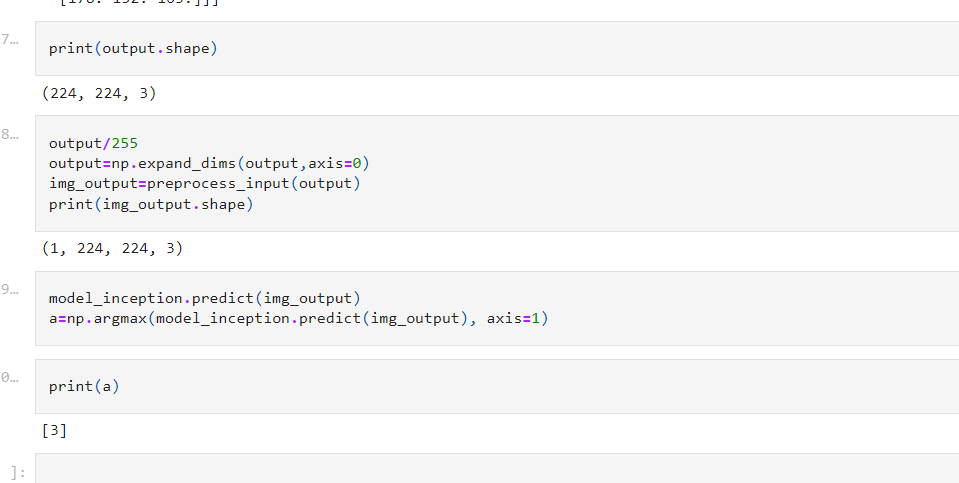 print(output.shape)
(224, 224, 3)
output/255
output=np.expand_dims(output,axis=0)
img_output=preprocess_input(output)
print(img_output.shape)
(1, 224, 224, 3)
model_inception.predict(img_output)
a=np.argmax(model_inception.predict(img_output), axis=1)
print(a)
[3]
]: